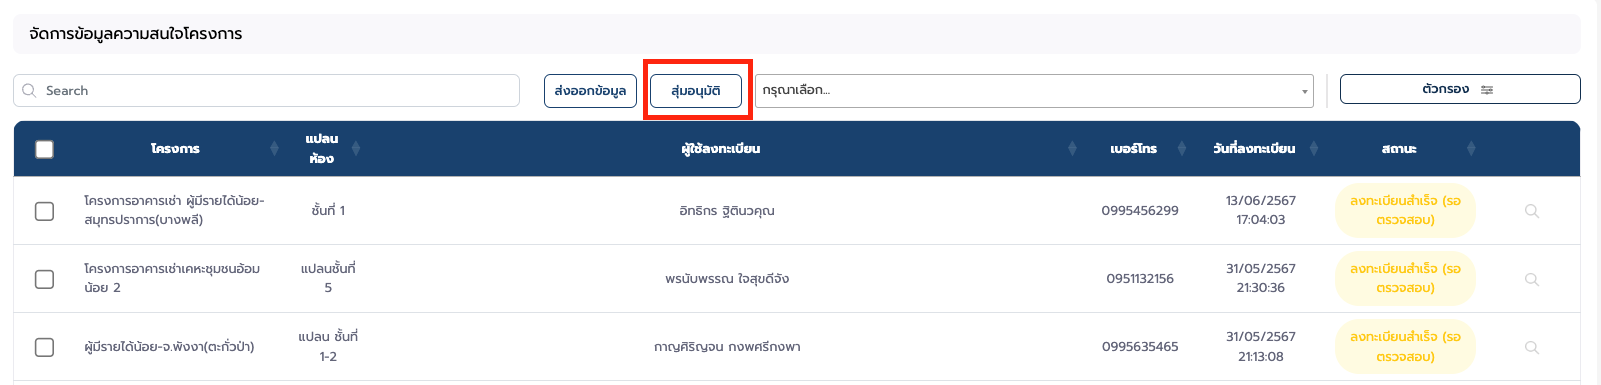 จัดการข้อมูลความสนใจโครงการ
Search ส่งออกข้อมูล สุ่มอนุมัติ กรุณาเลือก... ตัวกรอง
โครงการ แปลน ห้อง ผู้ใช้ลงทะเบียน เบอร์โทร วันที่ลงทะเบียน สถานะ
โครงการอาคารเช่า ผู้มีรายได้น้อย- ชั้นที่ 1 อิทธิกร ฐิตินวคุณ 0995456299 13/06/2567 ลงทะเบียนสำเร็จ (รอ
สมุทรปราการ(บางพลี) 17:04:03 ตรวจสอบ)
โครงการอาคารเช่าเคหะชุมชนอ้อม แปลนชั้นที่ พรนับพรรณ ใจสุขดีจัง 0951132156 31/05/2567 ลงทะเบียนสำเร็จ (รอ
น้อย 2 5 21:30:36 ตรวจสอบ)
ผู้มีรายได้น้อย-จ.พังงา(ตะกั่วป่า) แปลน ชั้นที่ กาญศิริญจน กงพศรีกงพา 0995635465 31/05/2567 ลงทะเบียนสำเร็จ (รอ
1-2 21:13:08 ตรวจสอบ)